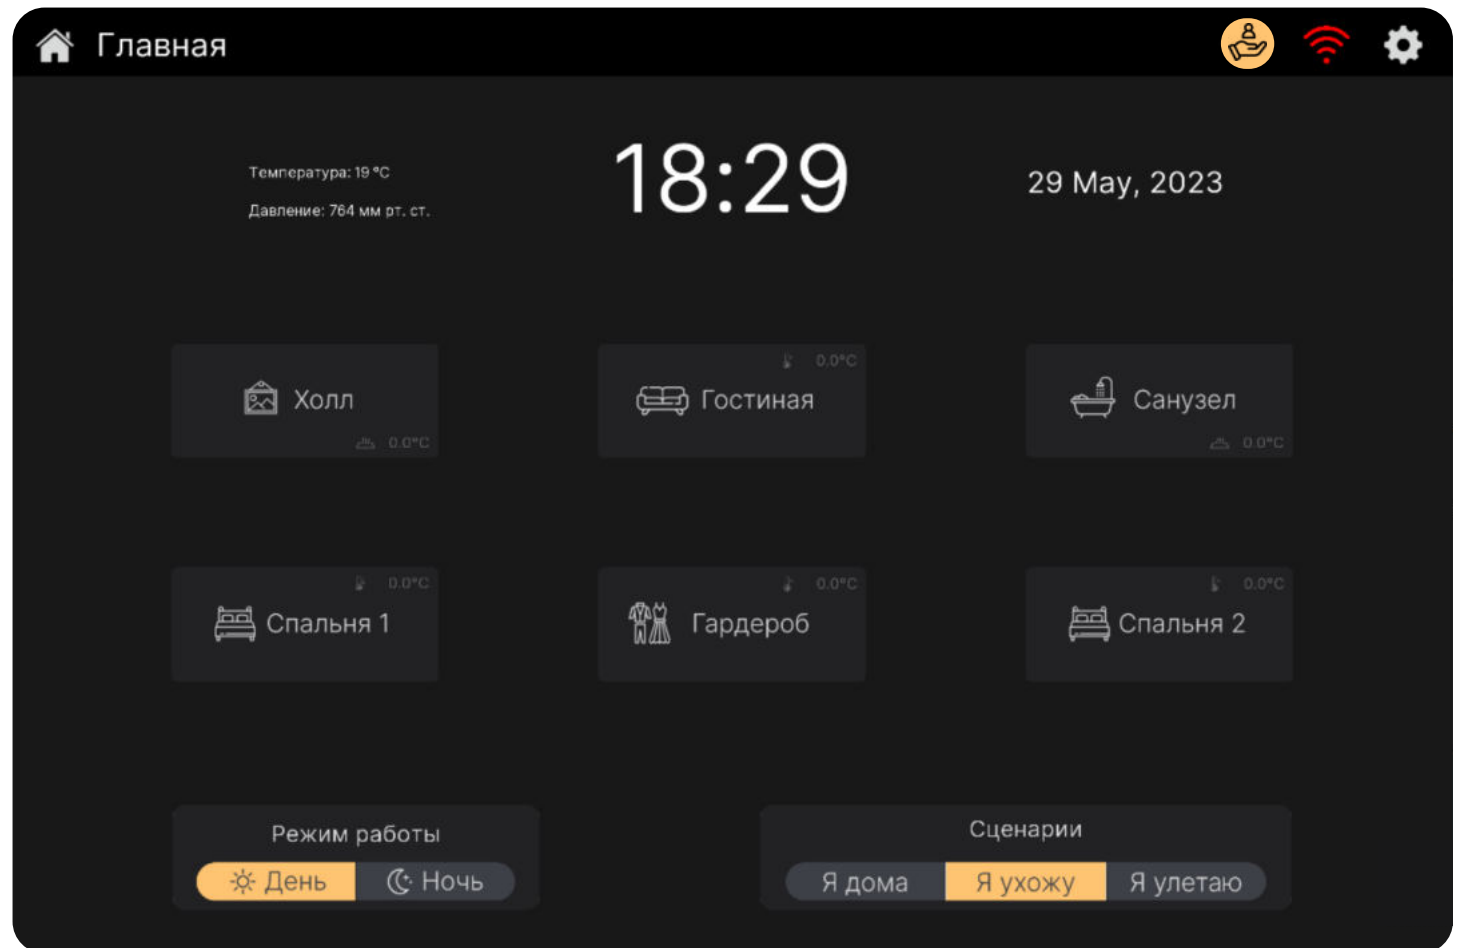 Главная
Температура: 19 °C
Давление: 764 мм рт. ст.
18:29
29 May, 2023
Холл
0.0°C
0.0°C
Гостиная
Санузел
0.0°C
0.0°C
Спальня 1
0.0°C
Гардероб
0.0°C
Спальня 2
Режим работы
День Ночь
Сценарии
Я дома Я ухожу Я улетаю